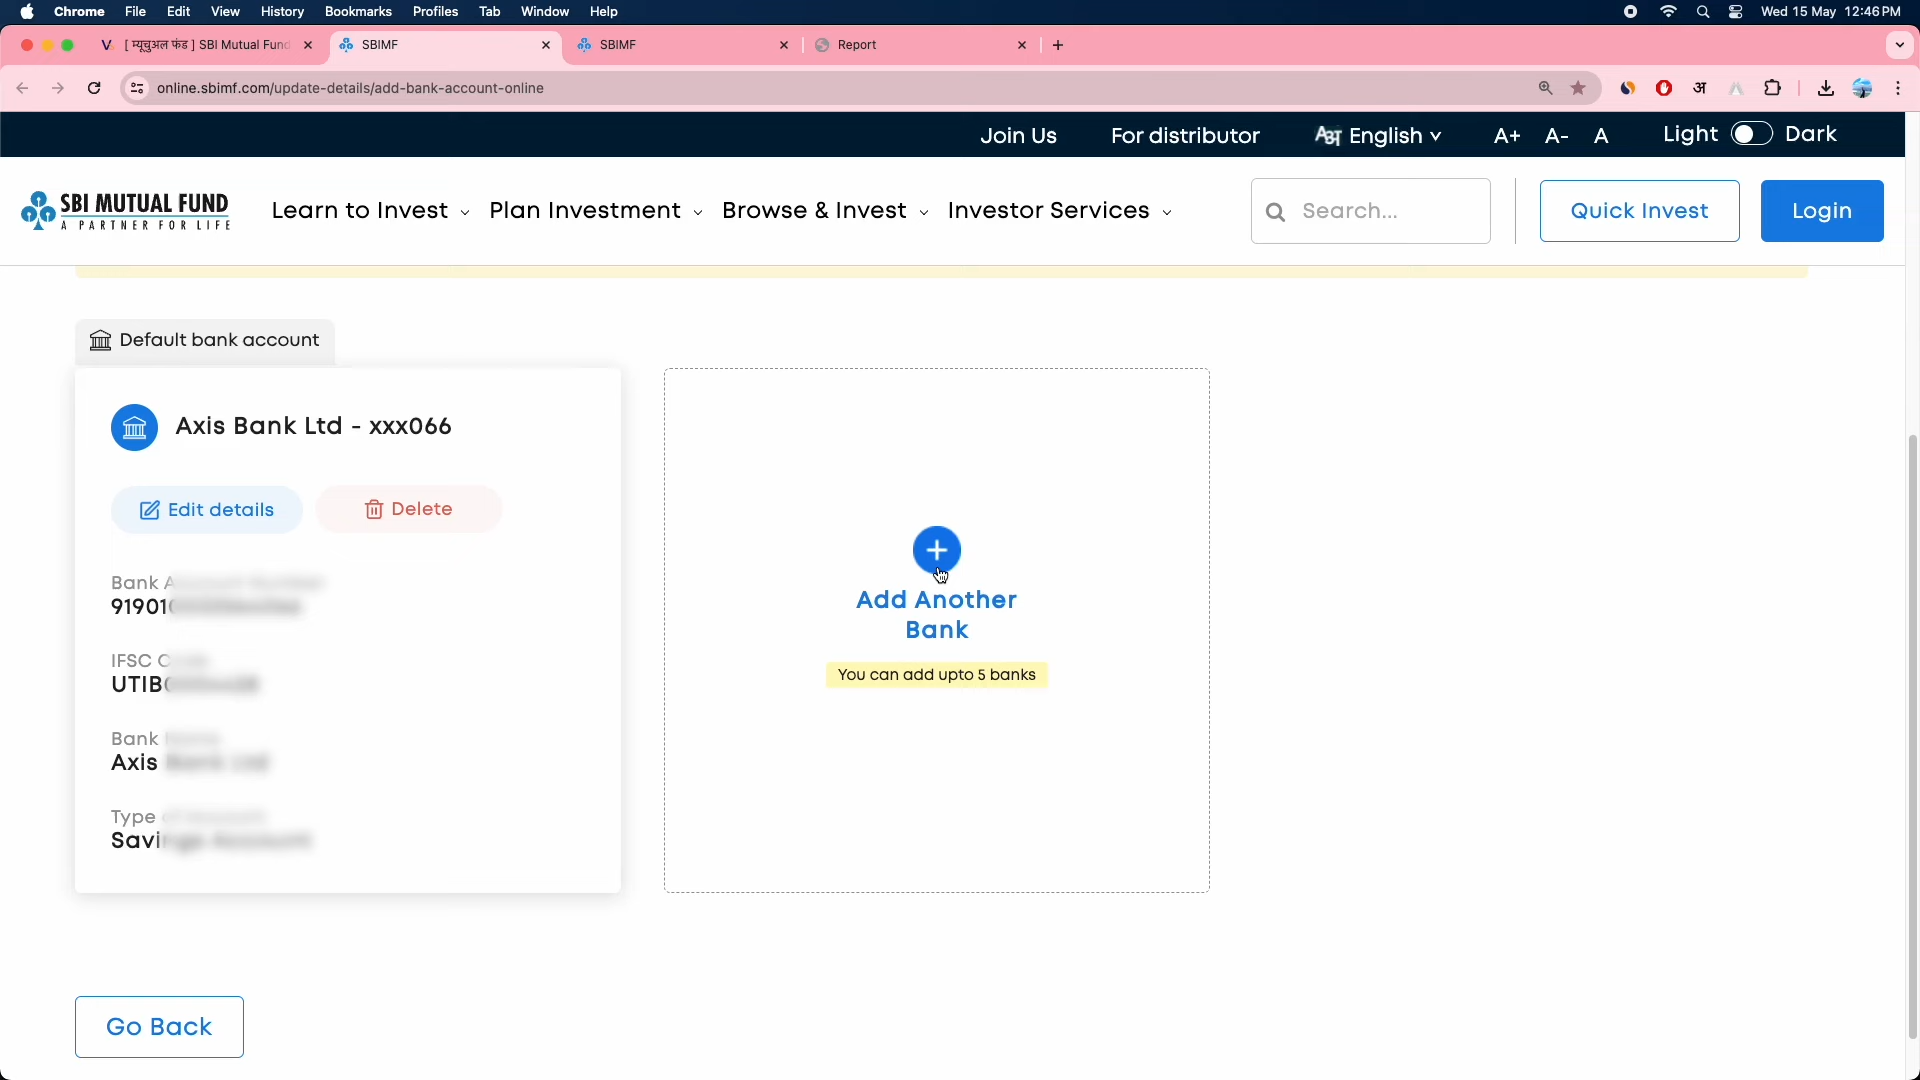 Chrome File Edit View History Bookmarks Profiles Tab Window Help Wed 15 May 12:46 PM
[ म्यूचुअल फंड ] SBI Mutual Fund SBIMF SBIMF Report
online.sbimf.com/update-details/add-bank-account-online अ
Join Us For distributor English A+ A- A Light Dark
SBI MUTUAL FUND
A PARTNER FOR LIFE
Learn to Invest Plan Investment Browse & Invest Investor Services Search... Quick Invest Login
Default bank account
Axis Bank Ltd - xxx066
Edit details Delete
Bank
91901
IFSC
UTIB
Bank
Axis
Type
Savi
Add Another
Bank
You can add upto 5 banks
Go Back